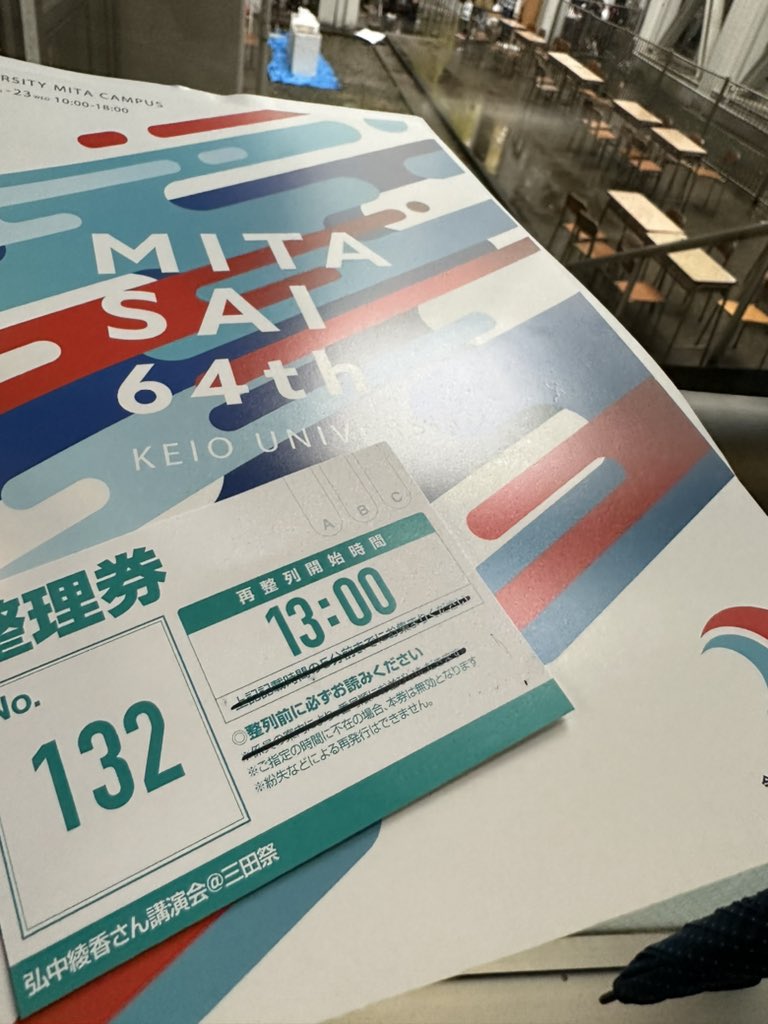 RSITY MITA CAMPUS
-23 WED 10:00-18:00
MITA
SAI
64th
KEIO UNIVERS
整理券
A B C
再整列開始時間
13:00
No.
132
◎整列前に必ずお読みください
※ご指定の時間に不在の場合、本券は無効となります
※紛失などによる再発行はできません。
弘中綾香さん講演会@三田祭